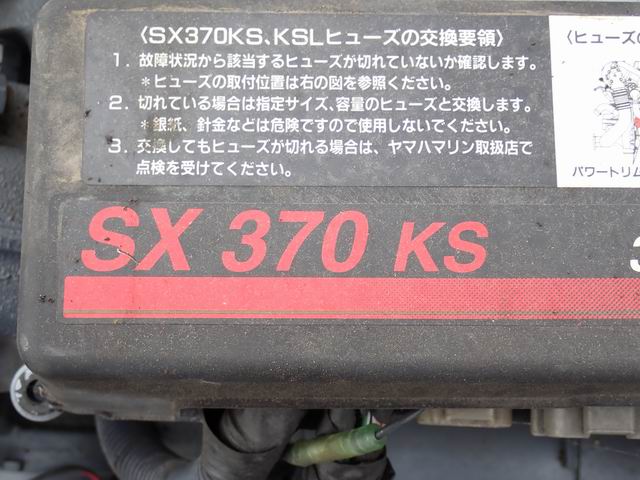 〈SX370KS、KSLヒューズの交換要領〉
1. 故障状況から該当するヒューズが切れていないか確認します。
＊ヒューズの取付位置は右の図を参照ください。
2. 切れている場合は指定サイズ、容量のヒューズと交換します。
＊銀紙、針金などは危険ですので使用しないでください。
3. 交換してもヒューズが切れる場合は、ヤマハマリン取扱店で
点検を受けてください。
〈ヒューズの
パワートリム
SX 370 KS